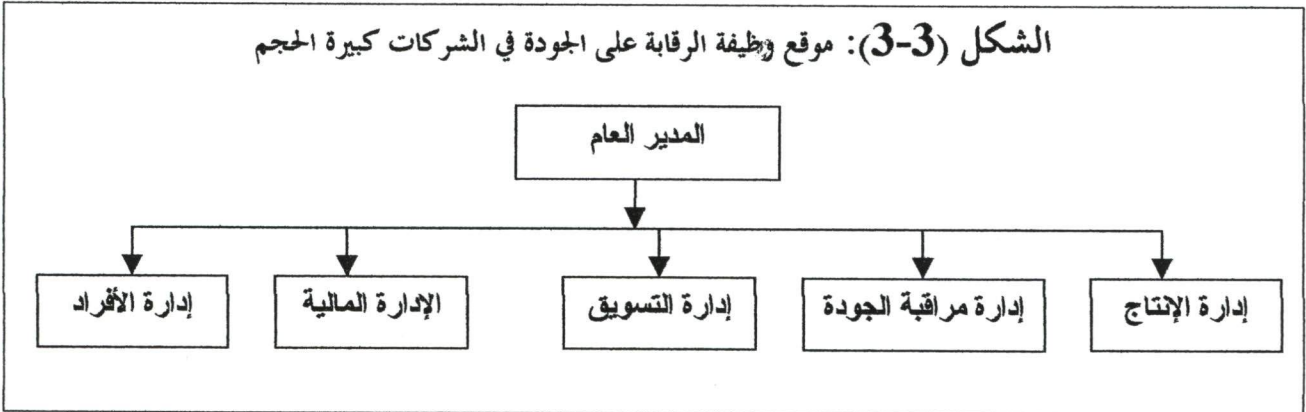 الشكل (3-3): موقع وظيفة الرقابة على الجودة في الشركات كبيرة الحجم
المدير العام
إدارة الإنتاج
إدارة مراقبة الجودة
إدارة التسويق
الإدارة المالية
إدارة الأفراد